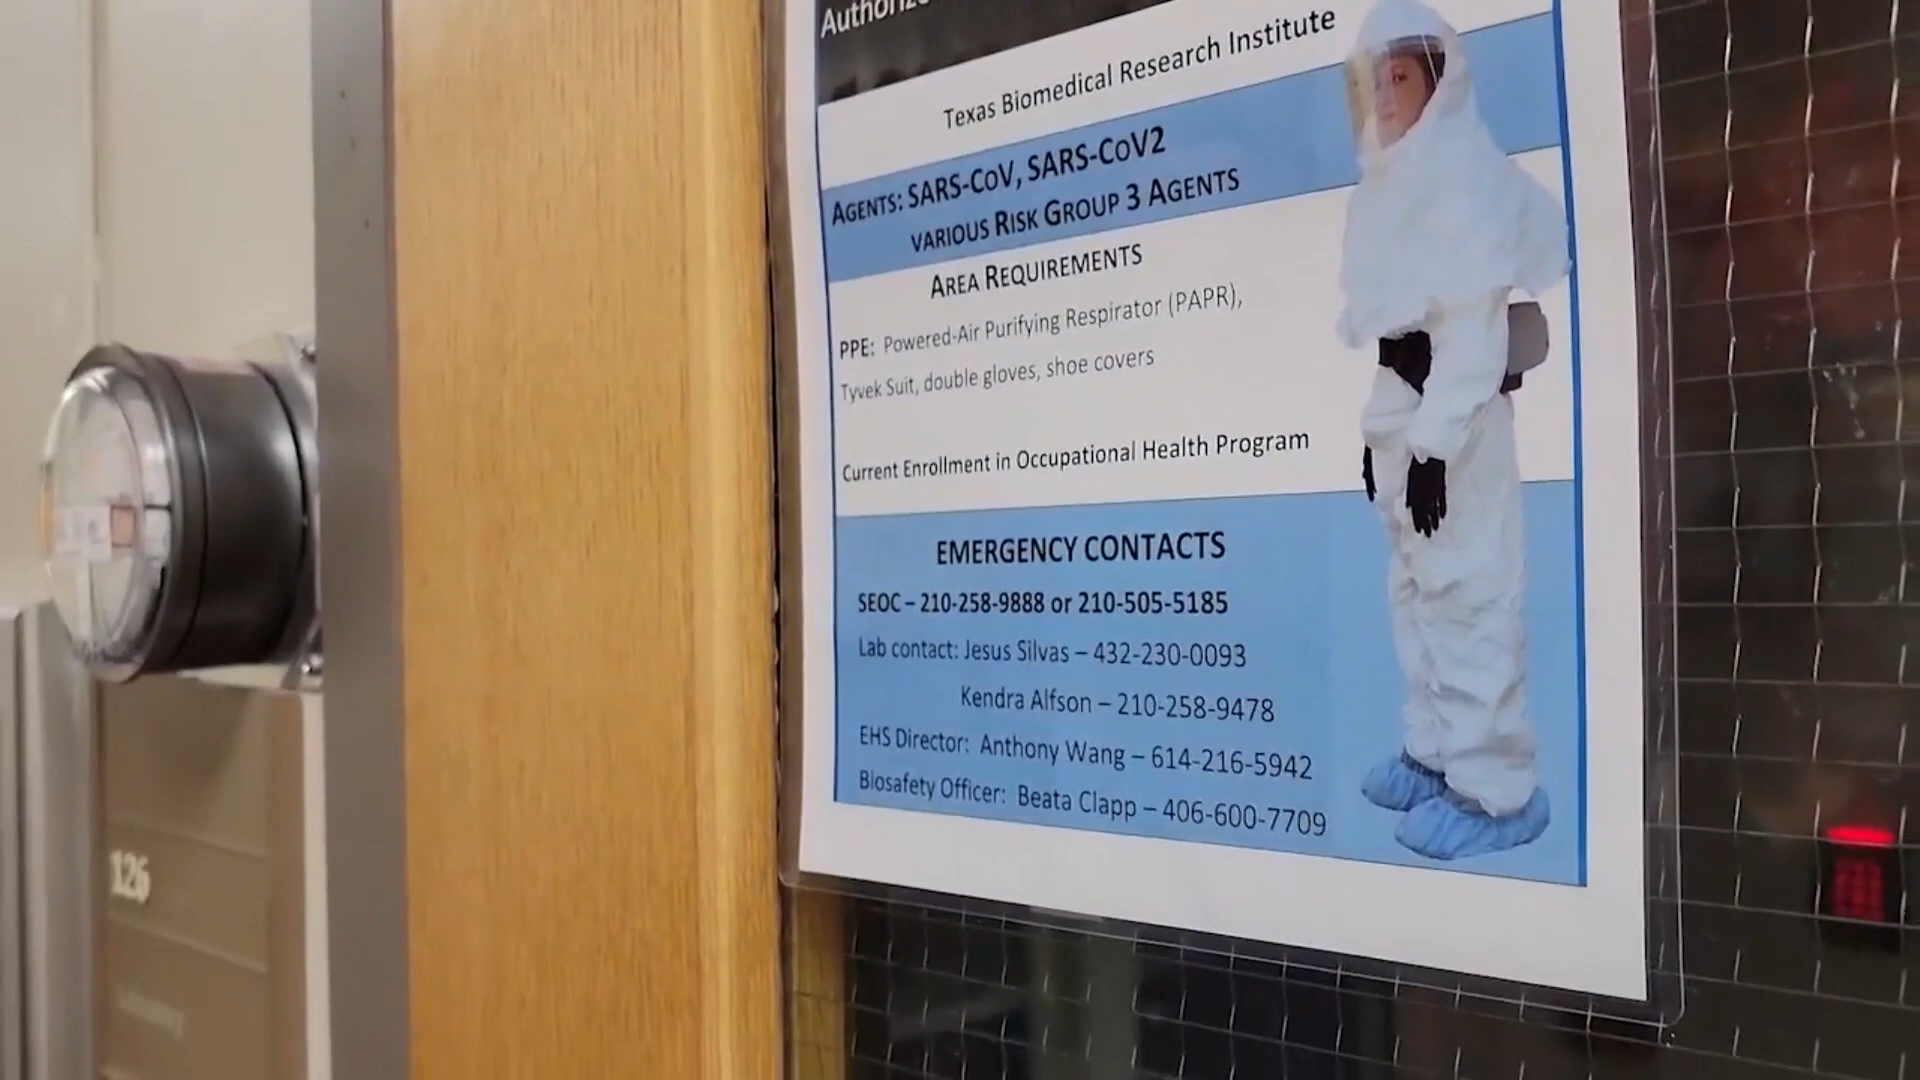 Texas Biomedical Research Institute
AGENTS: SARS-CoV, SARS-CoV2
VARIOUS RISK GROUP 3 AGENTS
AREA REQUIREMENTS
PPE: Powered-Air Purifying Respirator (PAPR),
Tyvek Suit, double gloves, shoe covers
Current Enrollment in Occupational Health Program
EMERGENCY CONTACTS
SEOC – 210-258-9888 or 210-505-5185
Lab contact: Jesus Silvas – 432-230-0093
Kendra Alfson – 210-258-9478
EHS Director: Anthony Wang – 614-216-5942
Biosafety Officer: Beata Clapp – 406-600-7709
126